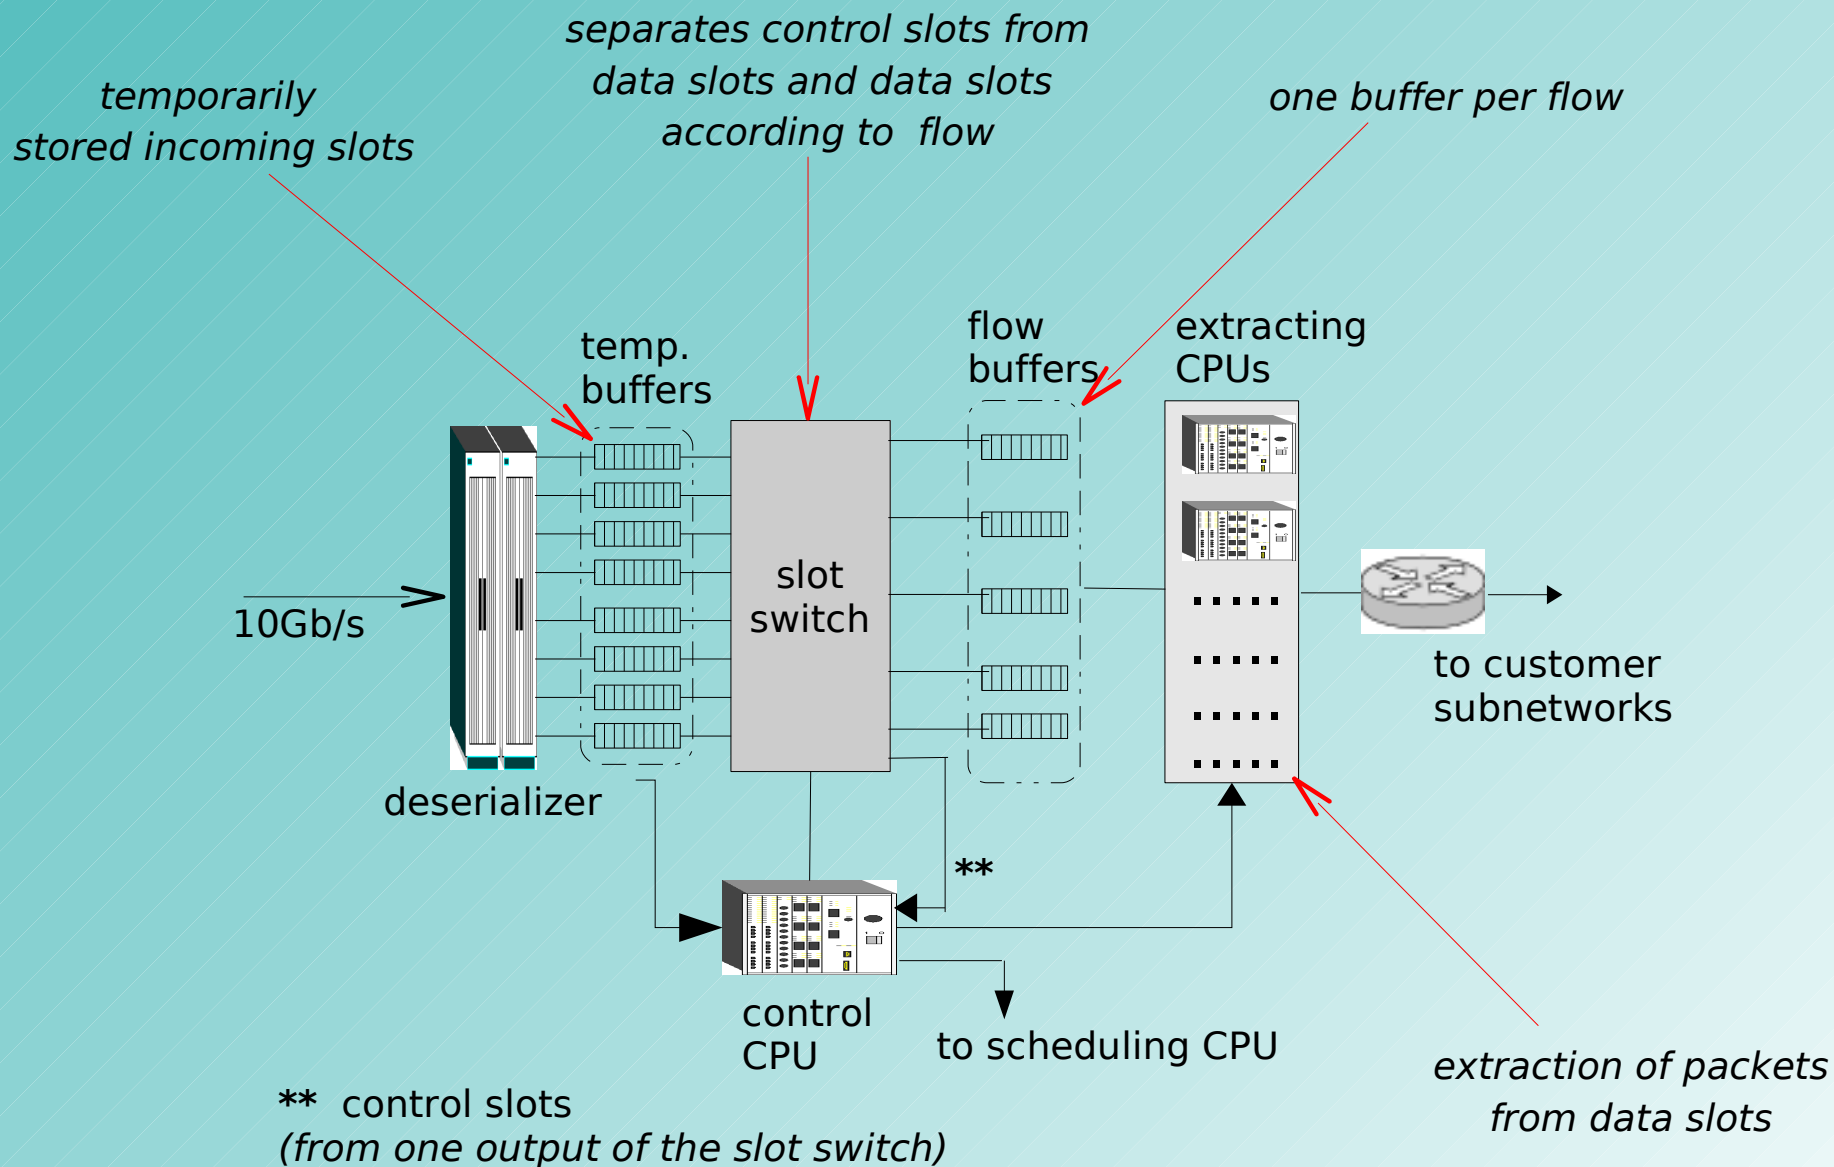 separates control slots from
data slots and data slots
according to  flow
temporarily
stored incoming slots
one buffer per flow
temp.
buffers
flow
buffers
extracting
CPUs
slot
switch
10Gb/s
deserializer
to customer
subnetworks
**
control
CPU
to scheduling CPU
extraction of packets
from data slots
** control slots
(from one output of the slot switch)